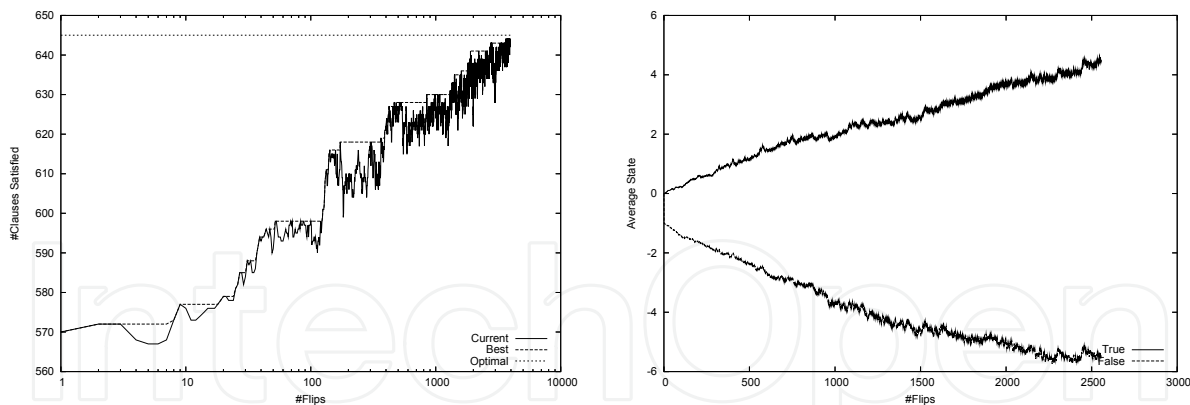 650
640
630
620
610
600
590
580
570
560
#Clauses Satisfied
1
10
100
1000
10000
#Flips
Current
Best
Optimal
6
4
2
0
-2
-4
-6
Average State
0
500
1000
1500
2000
2500
3000
#Flips
True
False
IntechOpen